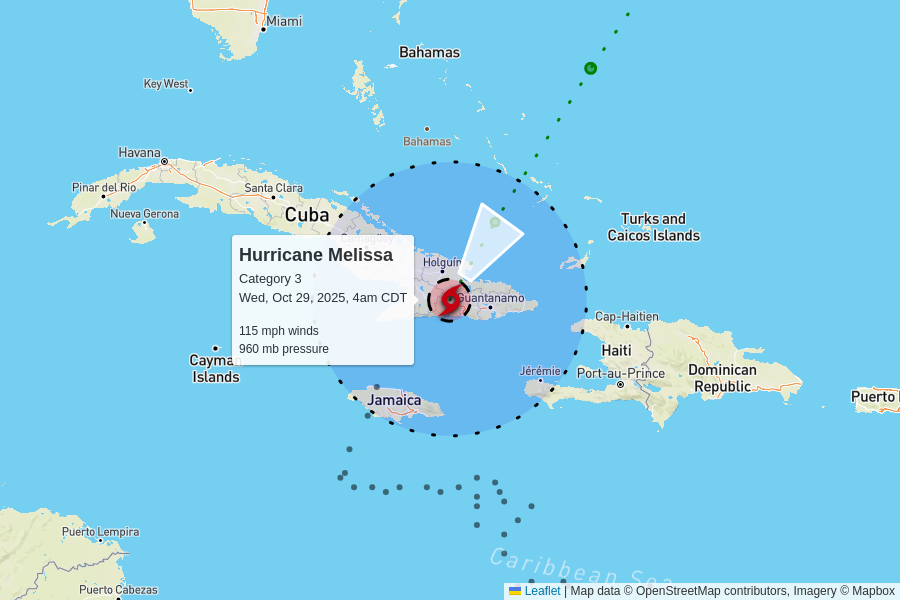 Miami
Bahamas
Key West
Bahamas
Havana
Pinar del Rio
Santa Clara
Nueva Gerona
Cuba
Turks and
Caicos Islands
Camagüey
Hurricane Melissa
Category 3
Wed, Oct 29, 2025, 4am CDT
115 mph winds
960 mb pressure
Holguín
Guantanamo
Cap-Haitien
Cayman
Islands
Haiti
Jérémie
Port-au-Prince
Dominican
Republic
Jamaica
Puerto
Puerto Lempira
Caribbean Sea
Puerto Cabezas
Leaflet | Map data © OpenStreetMap contributors, Imagery © Mapbox